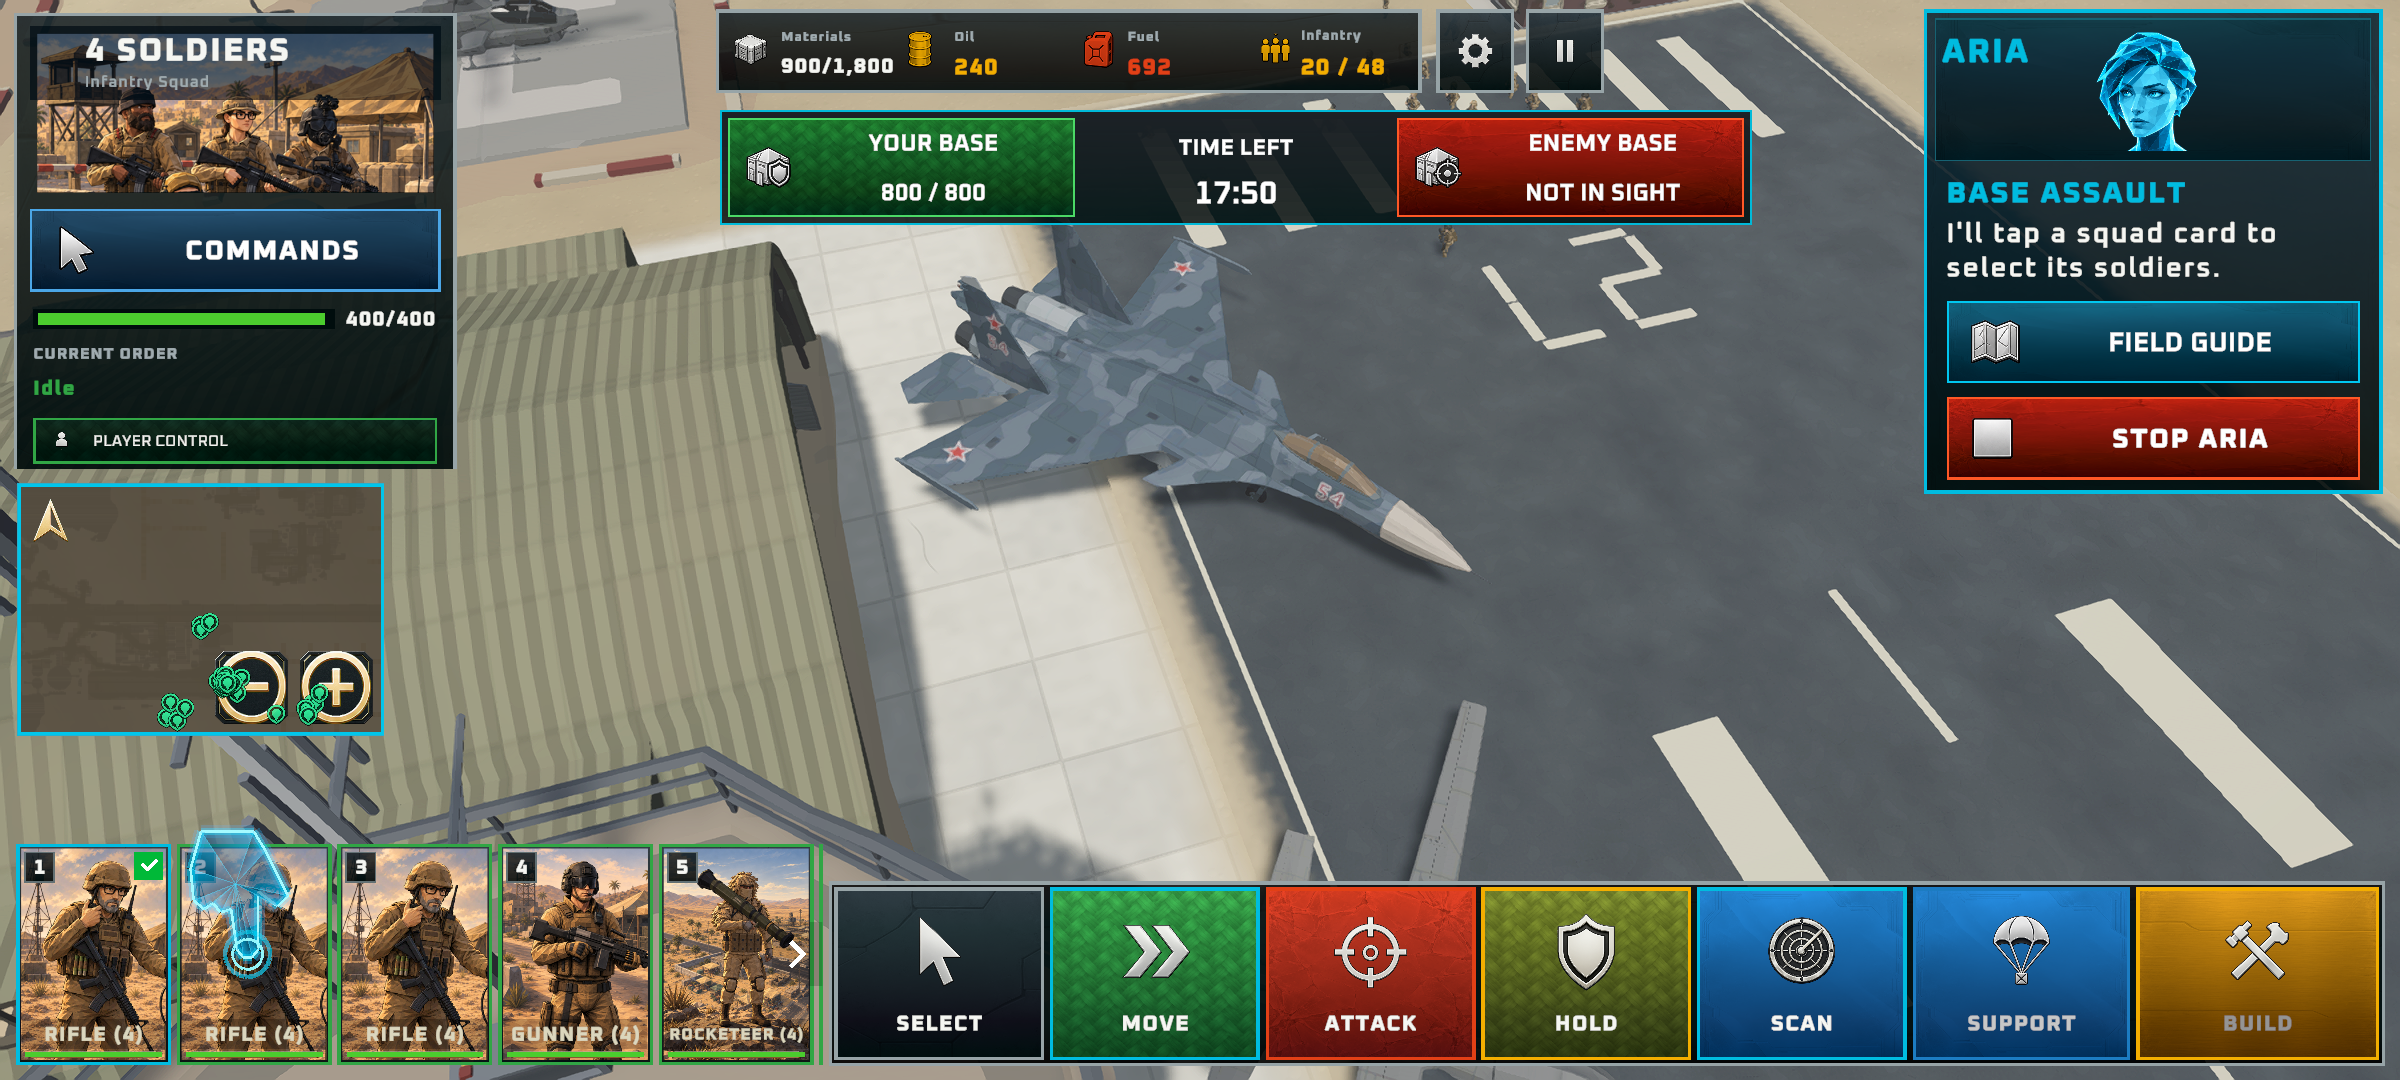 4 SOLDIERS
Infantry Squad
COMMANDS
400/400
CURRENT ORDER
Idle
PLAYER CONTROL
Materials
900/1,800
Oil
240
Fuel
692
Infantry
20 / 48
YOUR BASE
800 / 800
TIME LEFT
17:50
ENEMY BASE
NOT IN SIGHT
ARIA
BASE ASSAULT
I'll tap a squad card to
select its soldiers.
FIELD GUIDE
STOP ARIA
54
54
1
RIFLE (4)
2
RIFLE (4)
3
RIFLE (4)
4
GUNNER (4)
5
ROCKETEER (4)
SELECT
MOVE
ATTACK
HOLD
SCAN
SUPPORT
BUILD